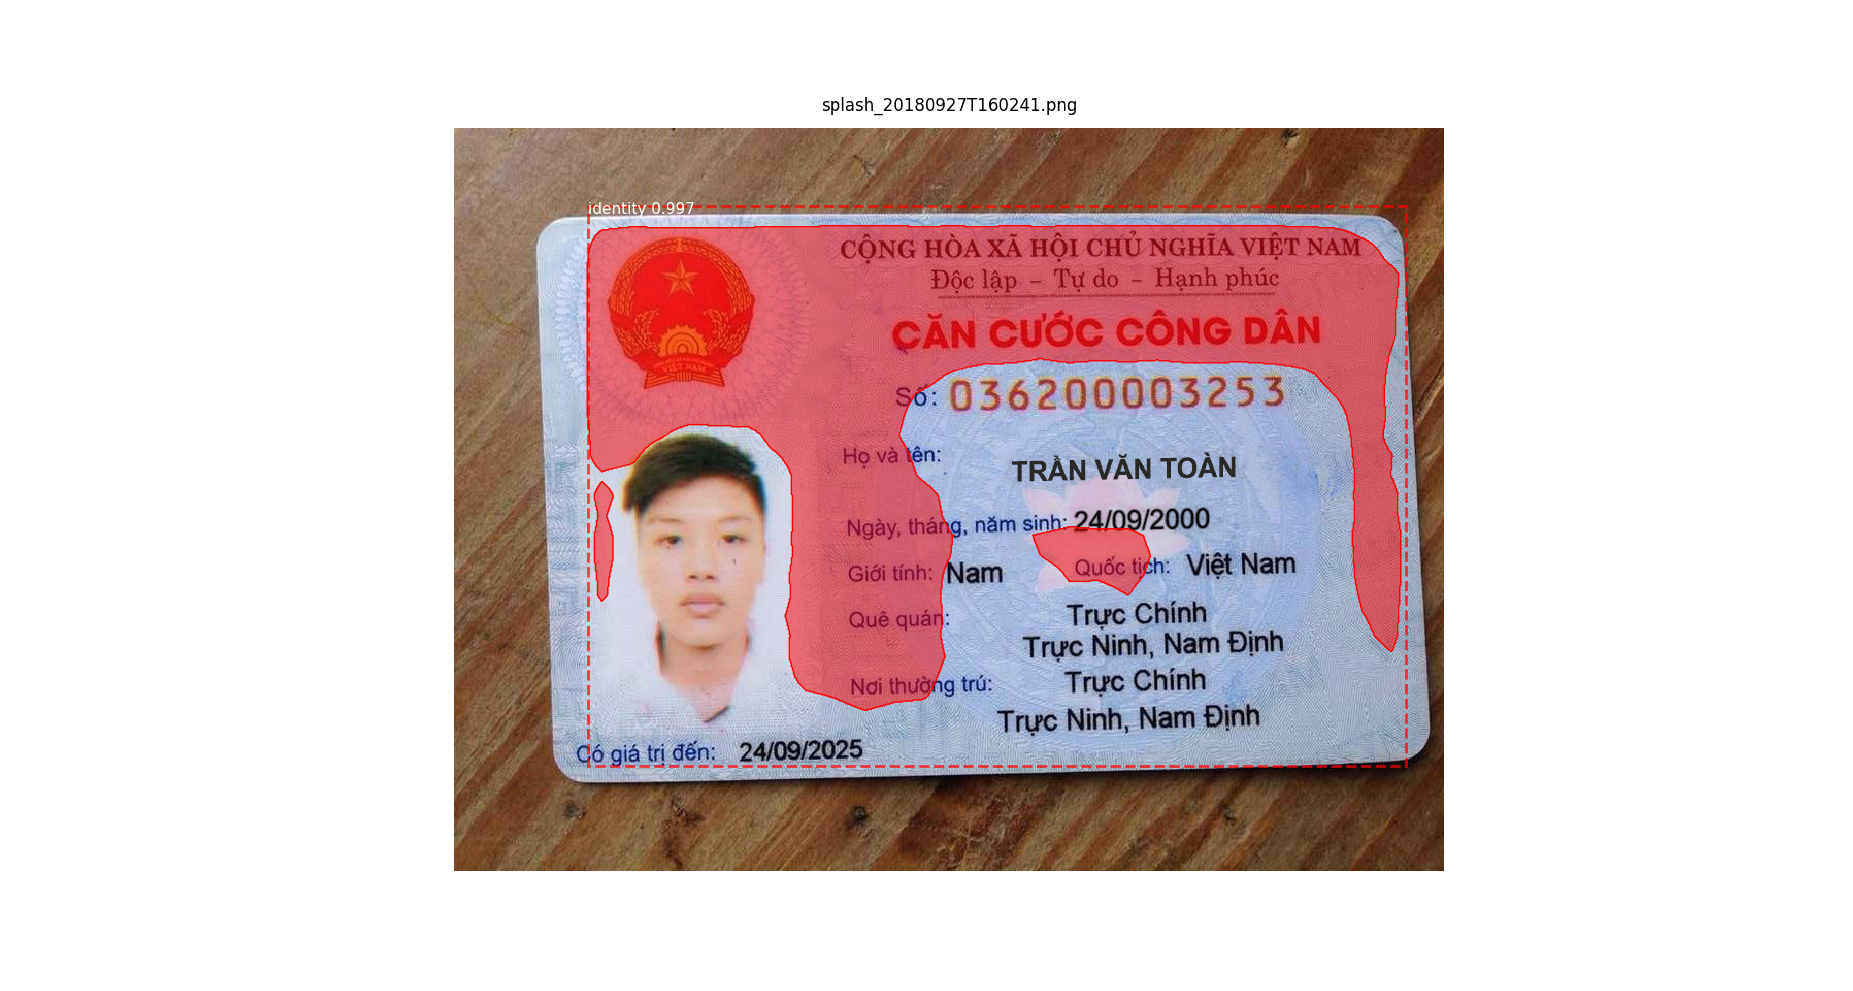 splash_20180927T160241.png
identity 0.997
CỘNG HÒA XÃ HỘI CHỦ NGHĨA VIỆT NAM
Độc lập – Tự do – Hạnh phúc
VIỆT NAM
CĂN CƯỚC CÔNG DÂN
Số: 036200003253
Họ và tên:
TRẦN VĂN TOÀN
Ngày, tháng, năm sinh: 24/09/2000
Giới tính: Nam Quốc tịch: Việt Nam
Quê quán: Trực Chính
Trực Ninh, Nam Định
Nơi thường trú: Trực Chính
Trực Ninh, Nam Định
Có giá trị đến: 24/09/2025